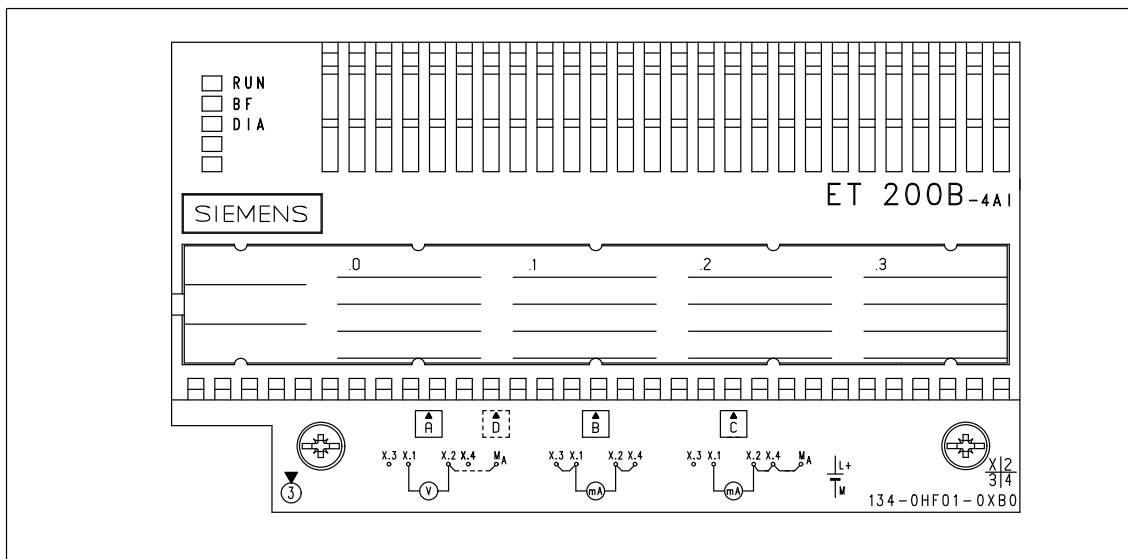 RUN
BF
DIA
ET 200B -4AI
SIEMENS
.0 .1 .2 .3
A D B C
X.3 X.1 X.2 X.4 MA X.3 X.1 X.2 X.4 X.3 X.1 X.2 X.4 MA
L+
V mA mA M
X 2
3 4
3
134-0HF01-0XB0